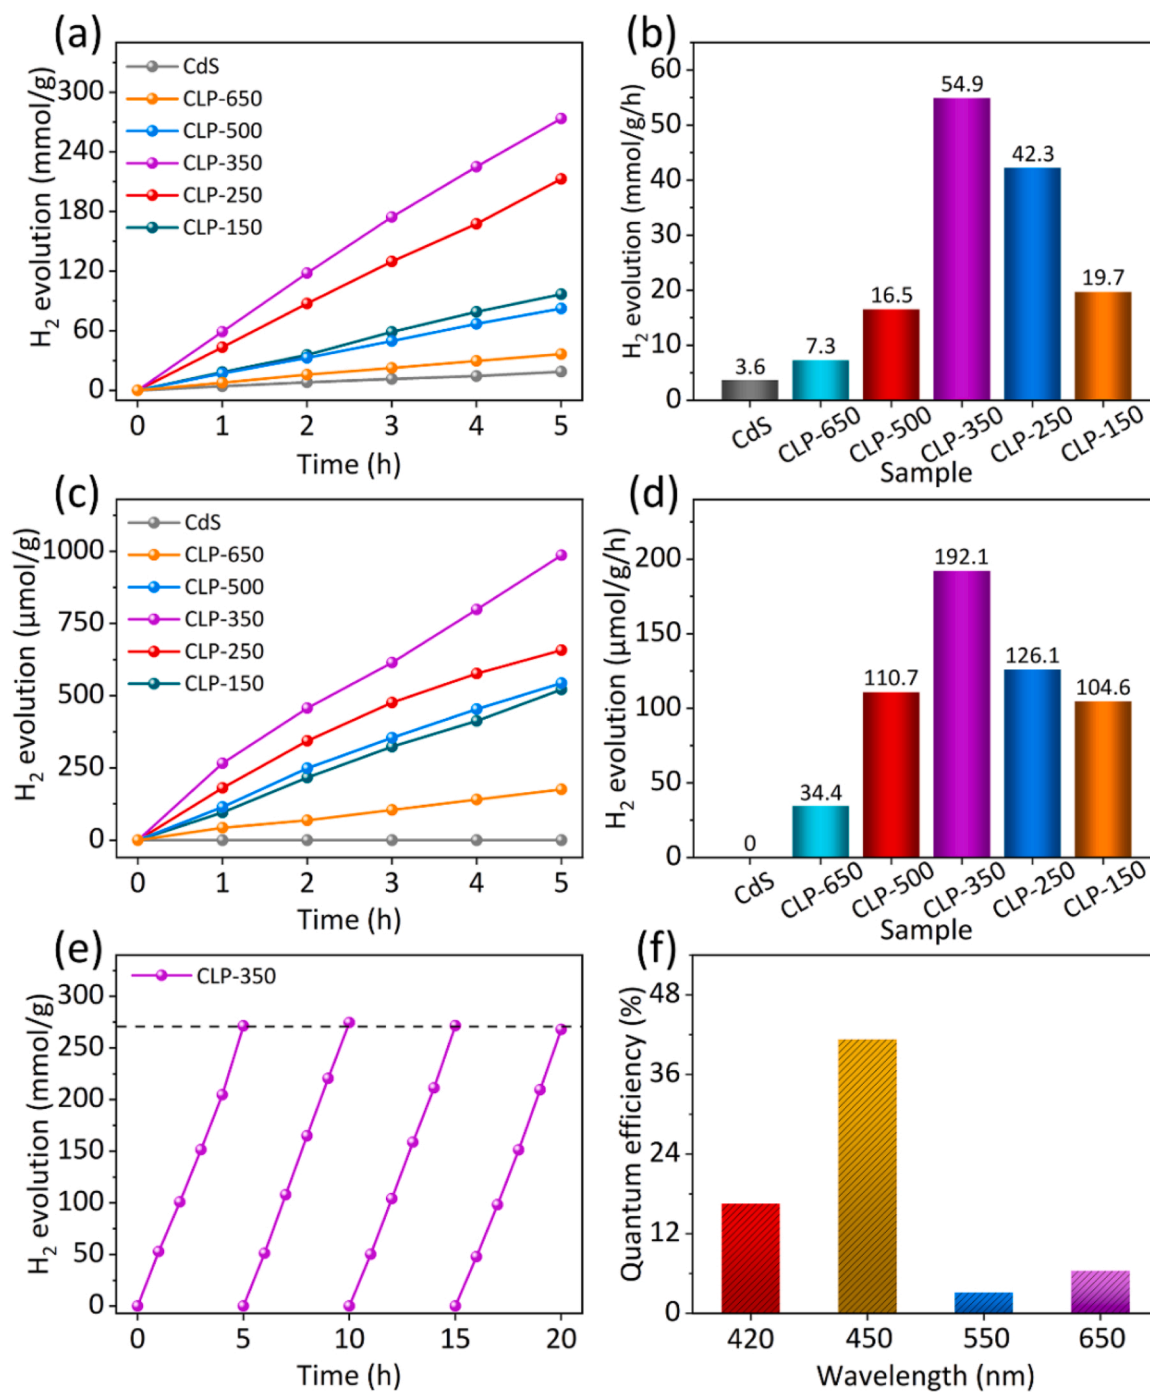 (a)
H2 evolution (mmol/g)
300
240
180
120
60
0
CdS
CLP-650
CLP-500
CLP-350
CLP-250
CLP-150
0 1 2 3 4 5
Time (h)
(b)
H2 evolution (mmol/g/h)
60
50
40
30
20
10
0
3.6
7.3
16.5
54.9
42.3
19.7
CdS CLP-650 CLP-500 CLP-350 CLP-250 CLP-150
Sample
(c)
H2 evolution (μmol/g)
1000
750
500
250
0
CdS
CLP-650
CLP-500
CLP-350
CLP-250
CLP-150
0 1 2 3 4 5
Time (h)
(d)
H2 evolution (μmol/g/h)
200
150
100
50
0
0
34.4
110.7
192.1
126.1
104.6
CdS CLP-650 CLP-500 CLP-350 CLP-250 CLP-150
Sample
(e)
H2 evolution (mmol/g)
300
250
200
150
100
50
0
CLP-350
0 5 10 15 20
Time (h)
(f)
Quantum efficiency (%)
48
36
24
12
0
420 450 550 650
Wavelength (nm)